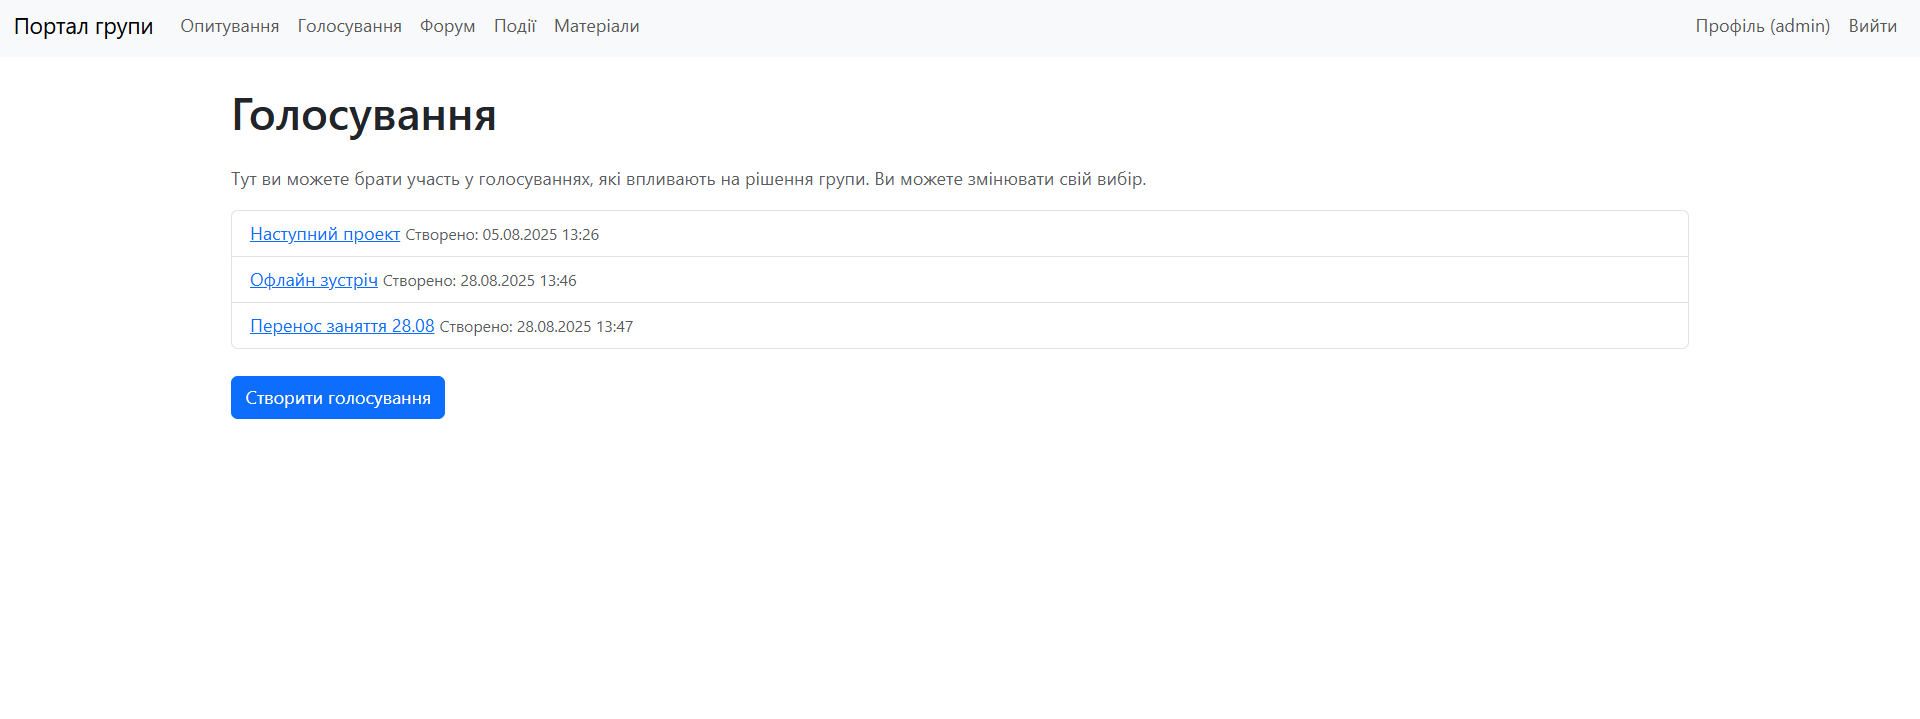 Портал групи Опитування Голосування Форум Події Матеріали Профіль (admin) Вийти
Голосування
Тут ви можете брати участь у голосуваннях, які впливають на рішення групи. Ви можете змінювати свій вибір.
Наступний проект Створено: 05.08.2025 13:26
Офлайн зустріч Створено: 28.08.2025 13:46
Перенос заняття 28.08 Створено: 28.08.2025 13:47
Створити голосування